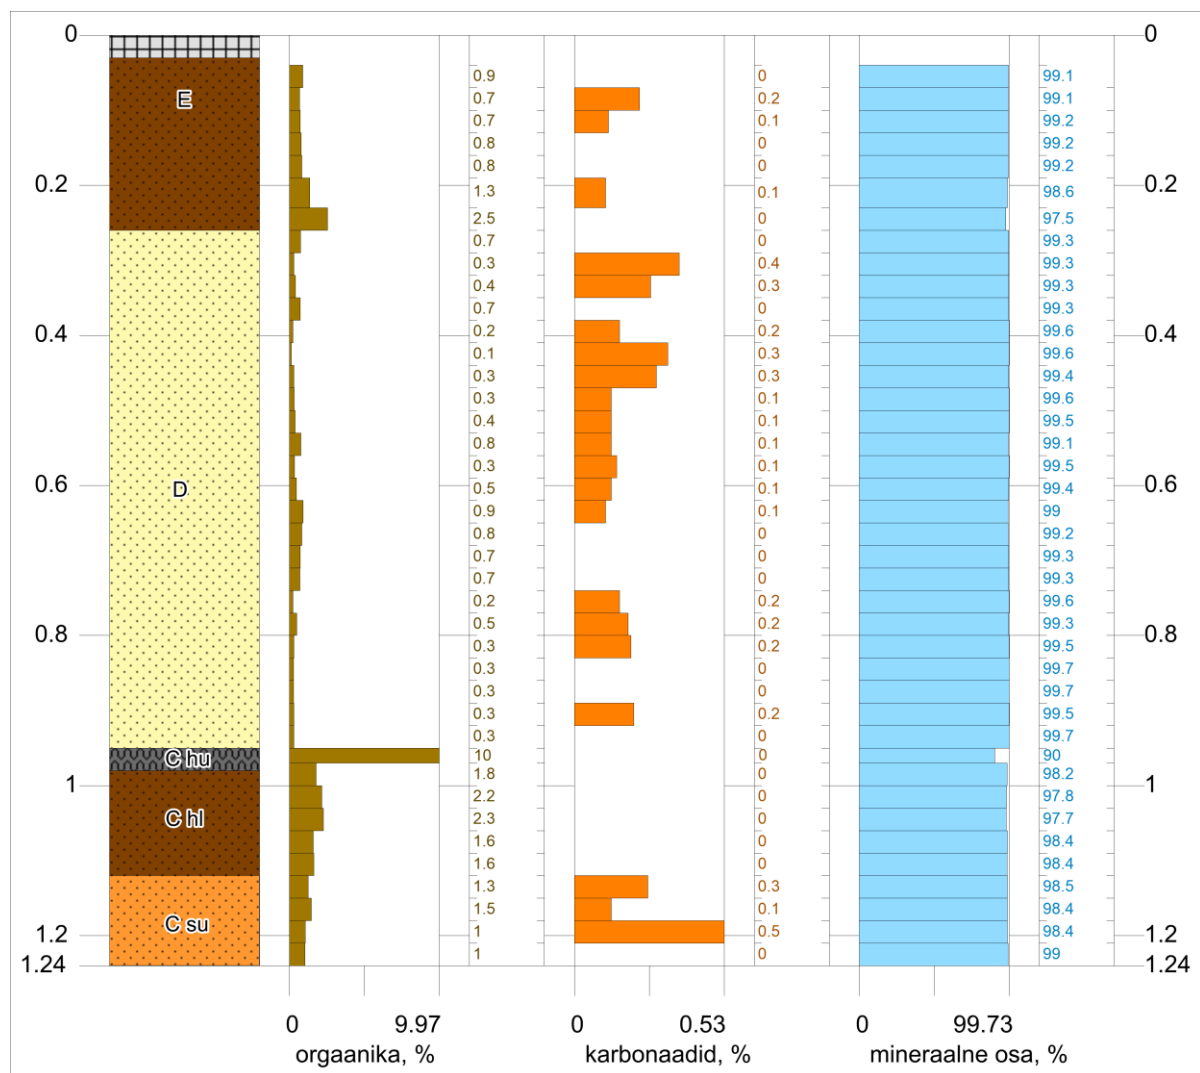 0 0
0.9 0 99.1
E 0.7 0.2 99.1
0.7 0.1 99.2
0.8 0 99.2
0.8 0 99.2
0.2 1.3 0.1 98.6 0.2
2.5 0 97.5
0.7 0 99.3
0.3 0.4 99.3
0.4 0.3 99.3
0.7 0 99.3
0.4 0.2 0.2 99.6 0.4
0.1 0.3 99.6
0.3 0.3 99.4
0.3 0.1 99.6
0.4 0.1 99.5
0.8 0.1 99.1
0.3 0.1 99.5
0.6 D 0.5 0.1 99.4 0.6
0.9 0.1 99
0.8 0 99.2
0.7 0 99.3
0.7 0 99.3
0.2 0.2 99.6
0.5 0.2 99.3
0.8 0.3 0.2 99.5 0.8
0.3 0 99.7
0.3 0 99.7
0.3 0.2 99.5
0.3 0 99.7
C hu 10 0 90
1.8 0 98.2
1 2.2 0 97.8 1
C hl 2.3 0 97.7
1.6 0 98.4
1.6 0 98.4
1.3 0.3 98.5
C su 1.5 0.1 98.4
1.2 1 0.5 98.4 1.2
1 0 99
1.24 1.24
0 9.97 0 0.53 0 99.73
orgaanika, % karbonaadid, % mineraalne osa, %